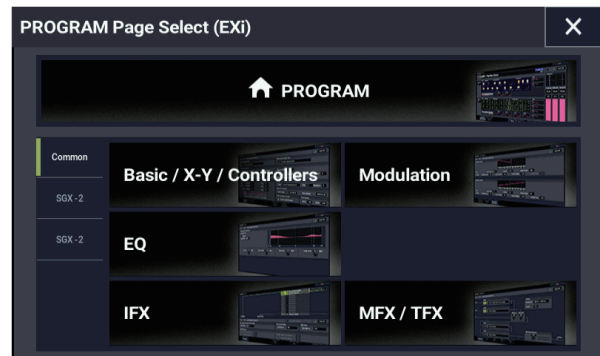 PROGRAM Page Select (EXi)
PROGRAM
Common
SGX-2
SGX-2
Basic / X-Y / Controllers
Modulation
EQ
IFX
MFX / TFX